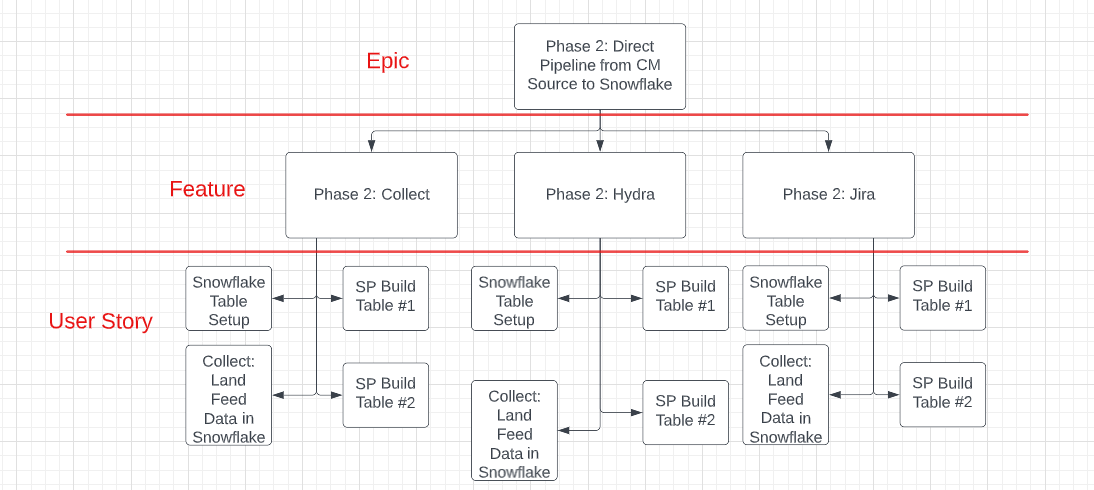 Epic
Phase 2: Direct
Pipeline from CM
Source to Snowflake
Feature
Phase 2: Collect
Phase 2: Hydra
Phase 2: Jira
User Story
Snowflake
Table
Setup
SP Build
Table #1
Collect:
Land
Feed
Data in
Snowflake
SP Build
Table #2
Snowflake
Table
Setup
SP Build
Table #1
Collect:
Land
Feed
Data in
Snowflake
SP Build
Table #2
Snowflake
Table
Setup
SP Build
Table #1
Collect:
Land
Feed
Data in
Snowflake
SP Build
Table #2